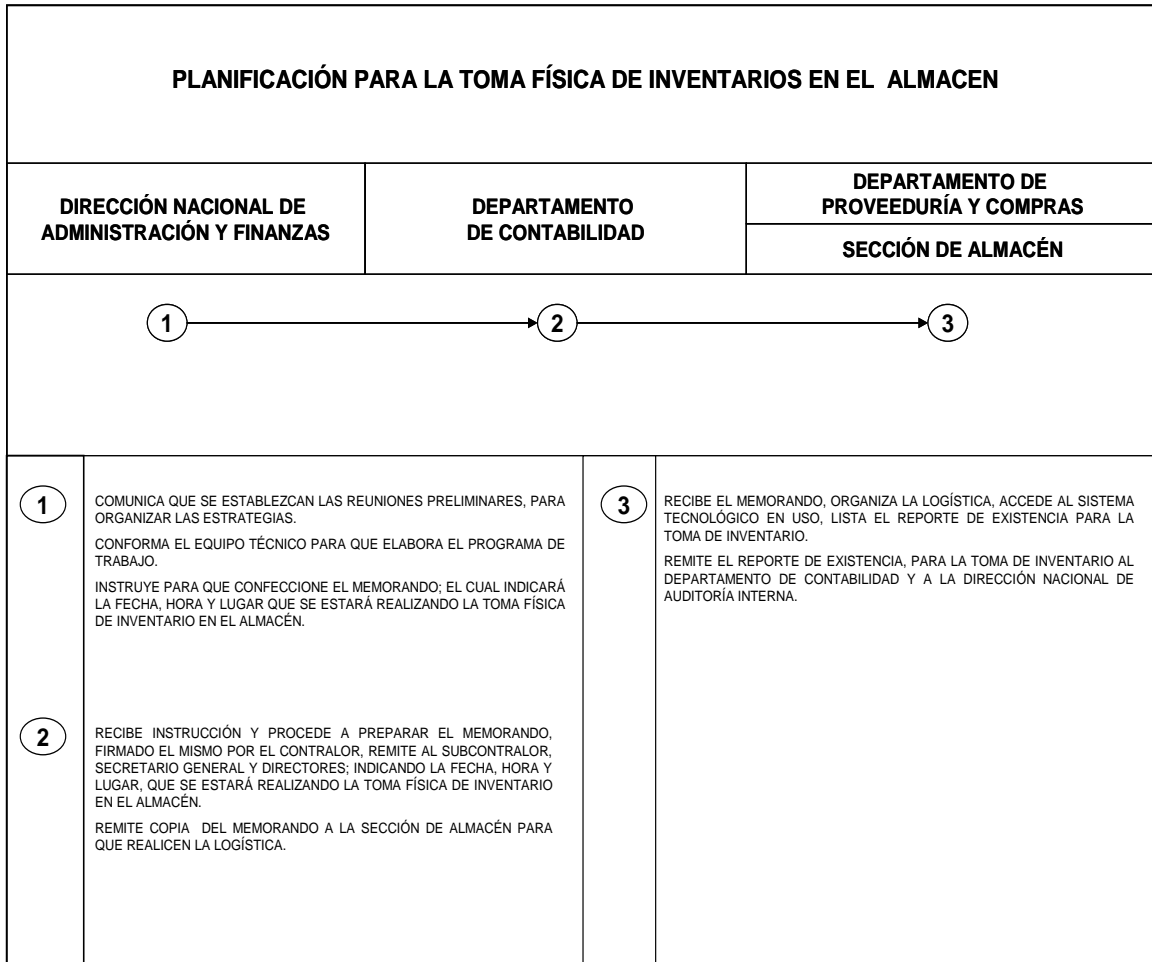 PLANIFICACIÓN PARA LA TOMA FÍSICA DE INVENTARIOS EN EL ALMACEN
DIRECCIÓN NACIONAL DE
ADMINISTRACIÓN Y FINANZAS
DEPARTAMENTO
DE CONTABILIDAD
DEPARTAMENTO DE
PROVEEDURÍA Y COMPRAS
SECCIÓN DE ALMACÉN
1
2
3
1
COMUNICA QUE SE ESTABLEZCAN LAS REUNIONES PRELIMINARES, PARA
ORGANIZAR LAS ESTRATEGIAS.
CONFORMA EL EQUIPO TÉCNICO PARA QUE ELABORA EL PROGRAMA DE
TRABAJO.
INSTRUYE PARA QUE CONFECCIONE EL MEMORANDO; EL CUAL INDICARÁ
LA FECHA, HORA Y LUGAR QUE SE ESTARÁ REALIZANDO LA TOMA FÍSICA
DE INVENTARIO EN EL ALMACÉN.
2
RECIBE INSTRUCCIÓN Y PROCEDE A PREPARAR EL MEMORANDO,
FIRMADO EL MISMO POR EL CONTRALOR, REMITE AL SUBCONTRALOR,
SECRETARIO GENERAL Y DIRECTORES; INDICANDO LA FECHA, HORA Y
LUGAR, QUE SE ESTARÁ REALIZANDO LA TOMA FÍSICA DE INVENTARIO
EN EL ALMACÉN.
REMITE COPIA DEL MEMORANDO A LA SECCIÓN DE ALMACÉN PARA
QUE REALICEN LA LOGÍSTICA.
3
RECIBE EL MEMORANDO, ORGANIZA LA LOGÍSTICA, ACCEDE AL SISTEMA
TECNOLÓGICO EN USO, LISTA EL REPORTE DE EXISTENCIA PARA LA
TOMA DE INVENTARIO.
REMITE EL REPORTE DE EXISTENCIA, PARA LA TOMA DE INVENTARIO AL
DEPARTAMENTO DE CONTABILIDAD Y A LA DIRECCIÓN NACIONAL DE
AUDITORÍA INTERNA.